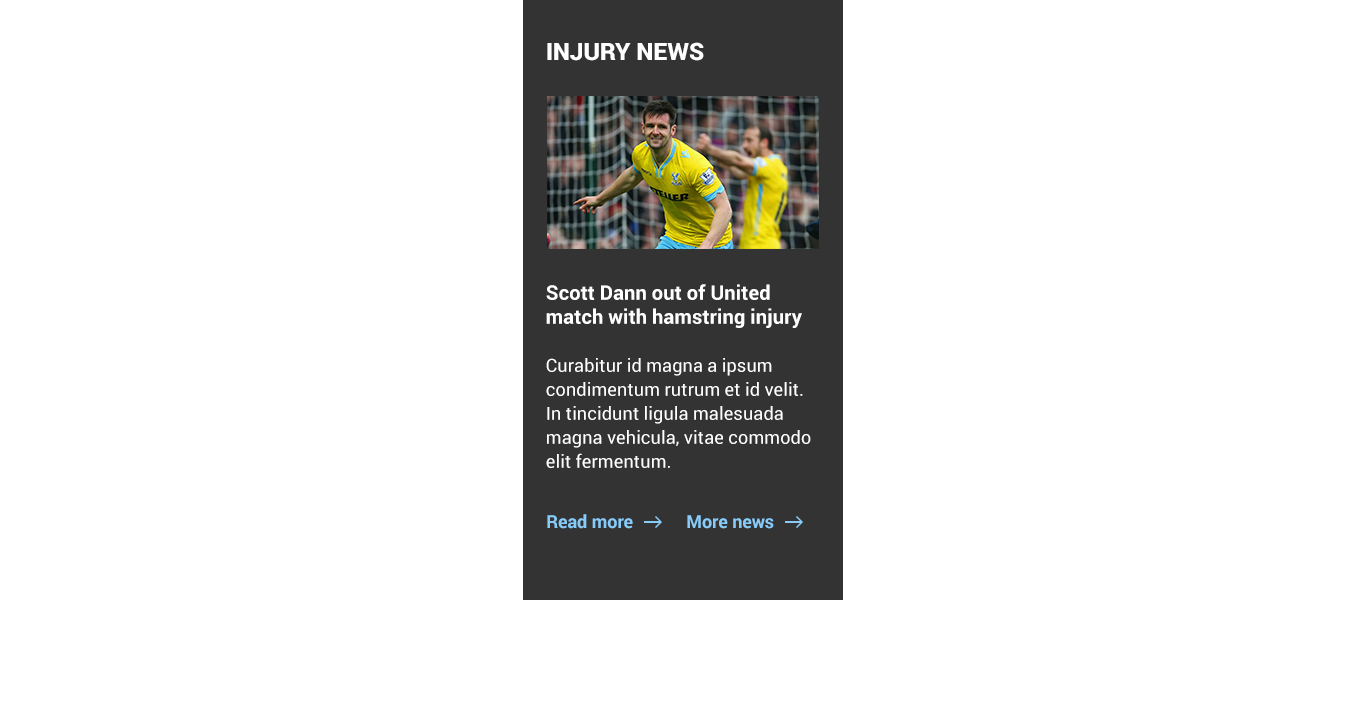 INJURY NEWS
Scott Dann out of United
match with hamstring injury
Curabitur id magna a ipsum
condimentum rutrum et id velit.
In tincidunt ligula malesuada
magna vehicula, vitae commodo
elit fermentum.
Read more → More news →